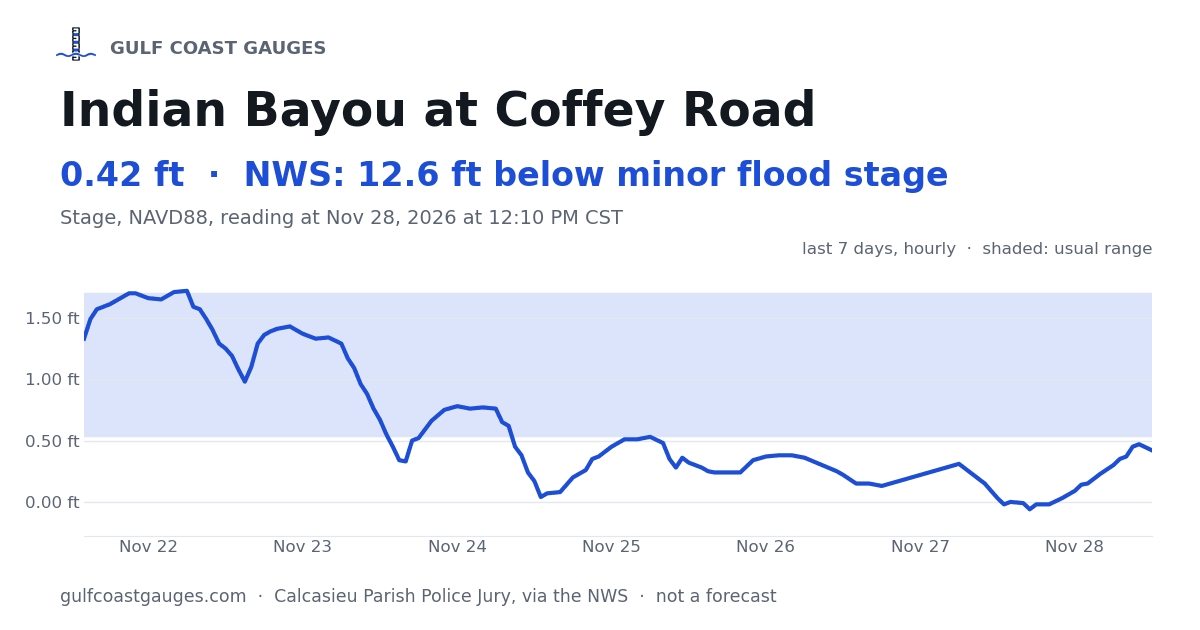 GULF COAST GAUGES
Indian Bayou at Coffey Road
0.42 ft · NWS: 12.6 ft below minor flood stage
Stage, NAVD88, reading at Nov 28, 2026 at 12:10 PM CST
last 7 days, hourly · shaded: usual range
1.50 ft
1.00 ft
0.50 ft
0.00 ft
Nov 22 Nov 23 Nov 24 Nov 25 Nov 26 Nov 27 Nov 28
gulfcoastgauges.com · Calcasieu Parish Police Jury, via the NWS · not a forecast